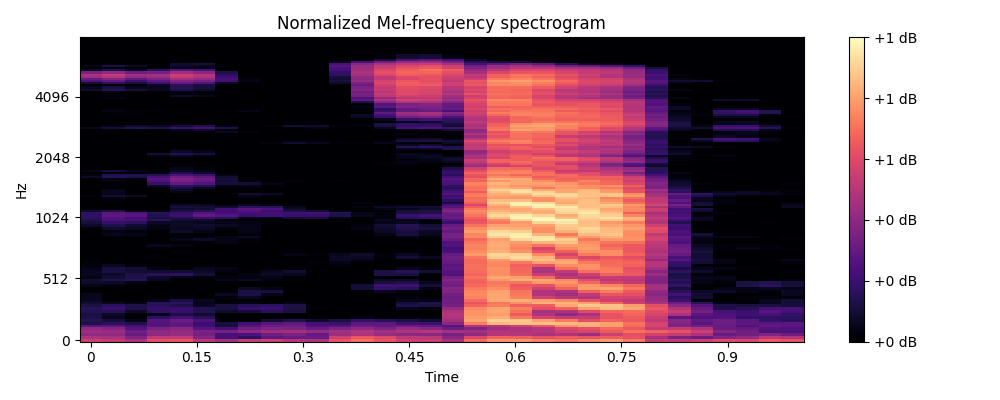 Normalized Mel-frequency spectrogram
Hz
4096
2048
1024
512
0
0 0.15 0.3 0.45 0.6 0.75 0.9
Time
+1 dB
+1 dB
+1 dB
+0 dB
+0 dB
+0 dB